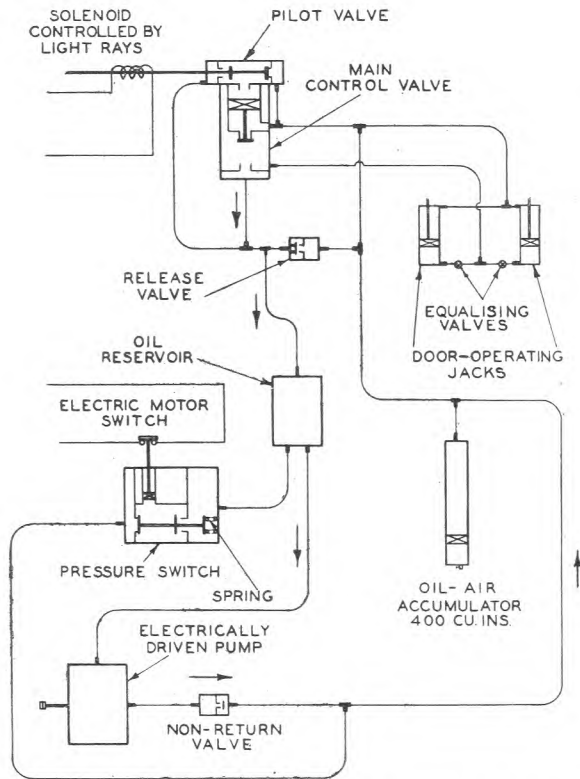 SOLENOID
CONTROLLED BY
LIGHT RAYS
PILOT VALVE
MAIN
CONTROL VALVE
RELEASE
VALVE
EQUALISING
VALVES
DOOR-OPERATING
JACKS
OIL
RESERVOIR
ELECTRIC MOTOR
SWITCH
PRESSURE SWITCH
SPRING
OIL-AIR
ACCUMULATOR
400 CU.INS.
ELECTRICALLY
DRIVEN PUMP
NON-RETURN
VALVE